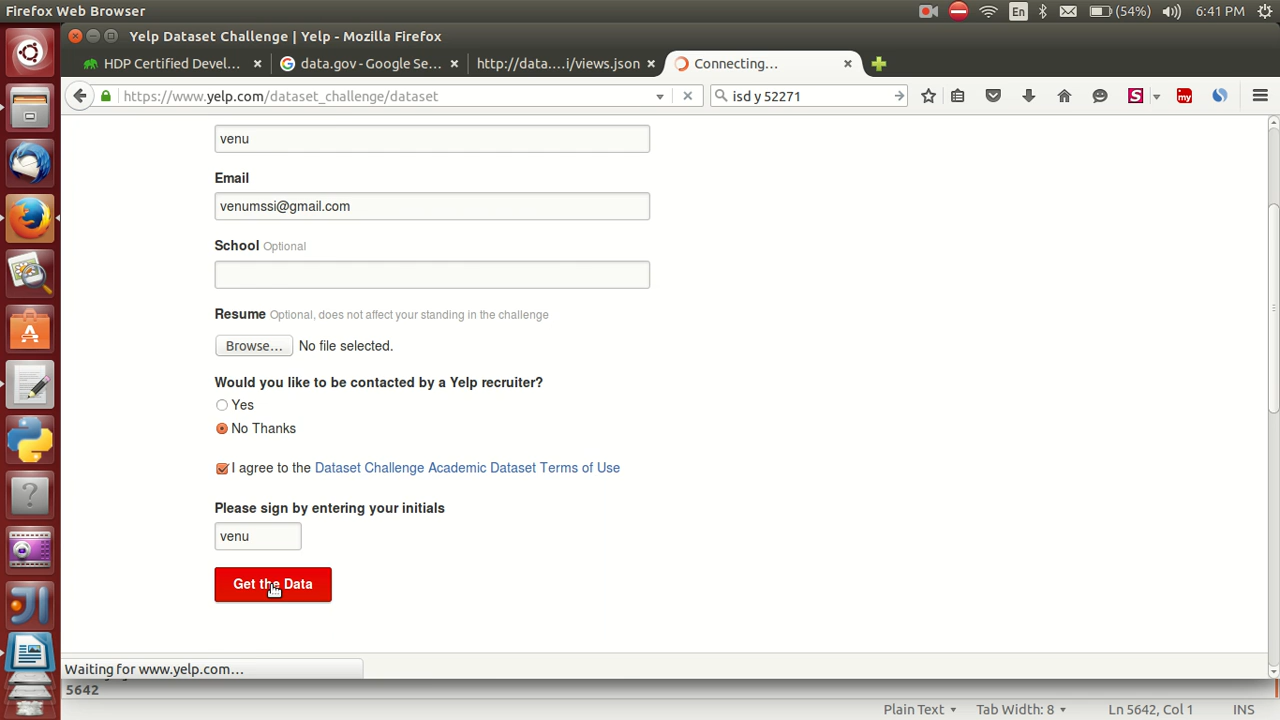 Firefox Web Browser
En
(54%)
6:41 PM
Yelp Dataset Challenge | Yelp - Mozilla Firefox
HDP Certified Devel...
data.gov - Google Se...
http://data....i/views.json
Connecting...
https://www.yelp.com/dataset_challenge/dataset
isd y 52271
S
my
venu
Email
venumssi@gmail.com
School Optional
Resume Optional, does not affect your standing in the challenge
Browse... No file selected.
Would you like to be contacted by a Yelp recruiter?
Yes
No Thanks
I agree to the Dataset Challenge Academic Dataset Terms of Use
Please sign by entering your initials
venu
Get the Data
Waiting for www.yelp.com...
5642
Plain Text
Tab Width: 8
Ln 5642, Col 1
INS